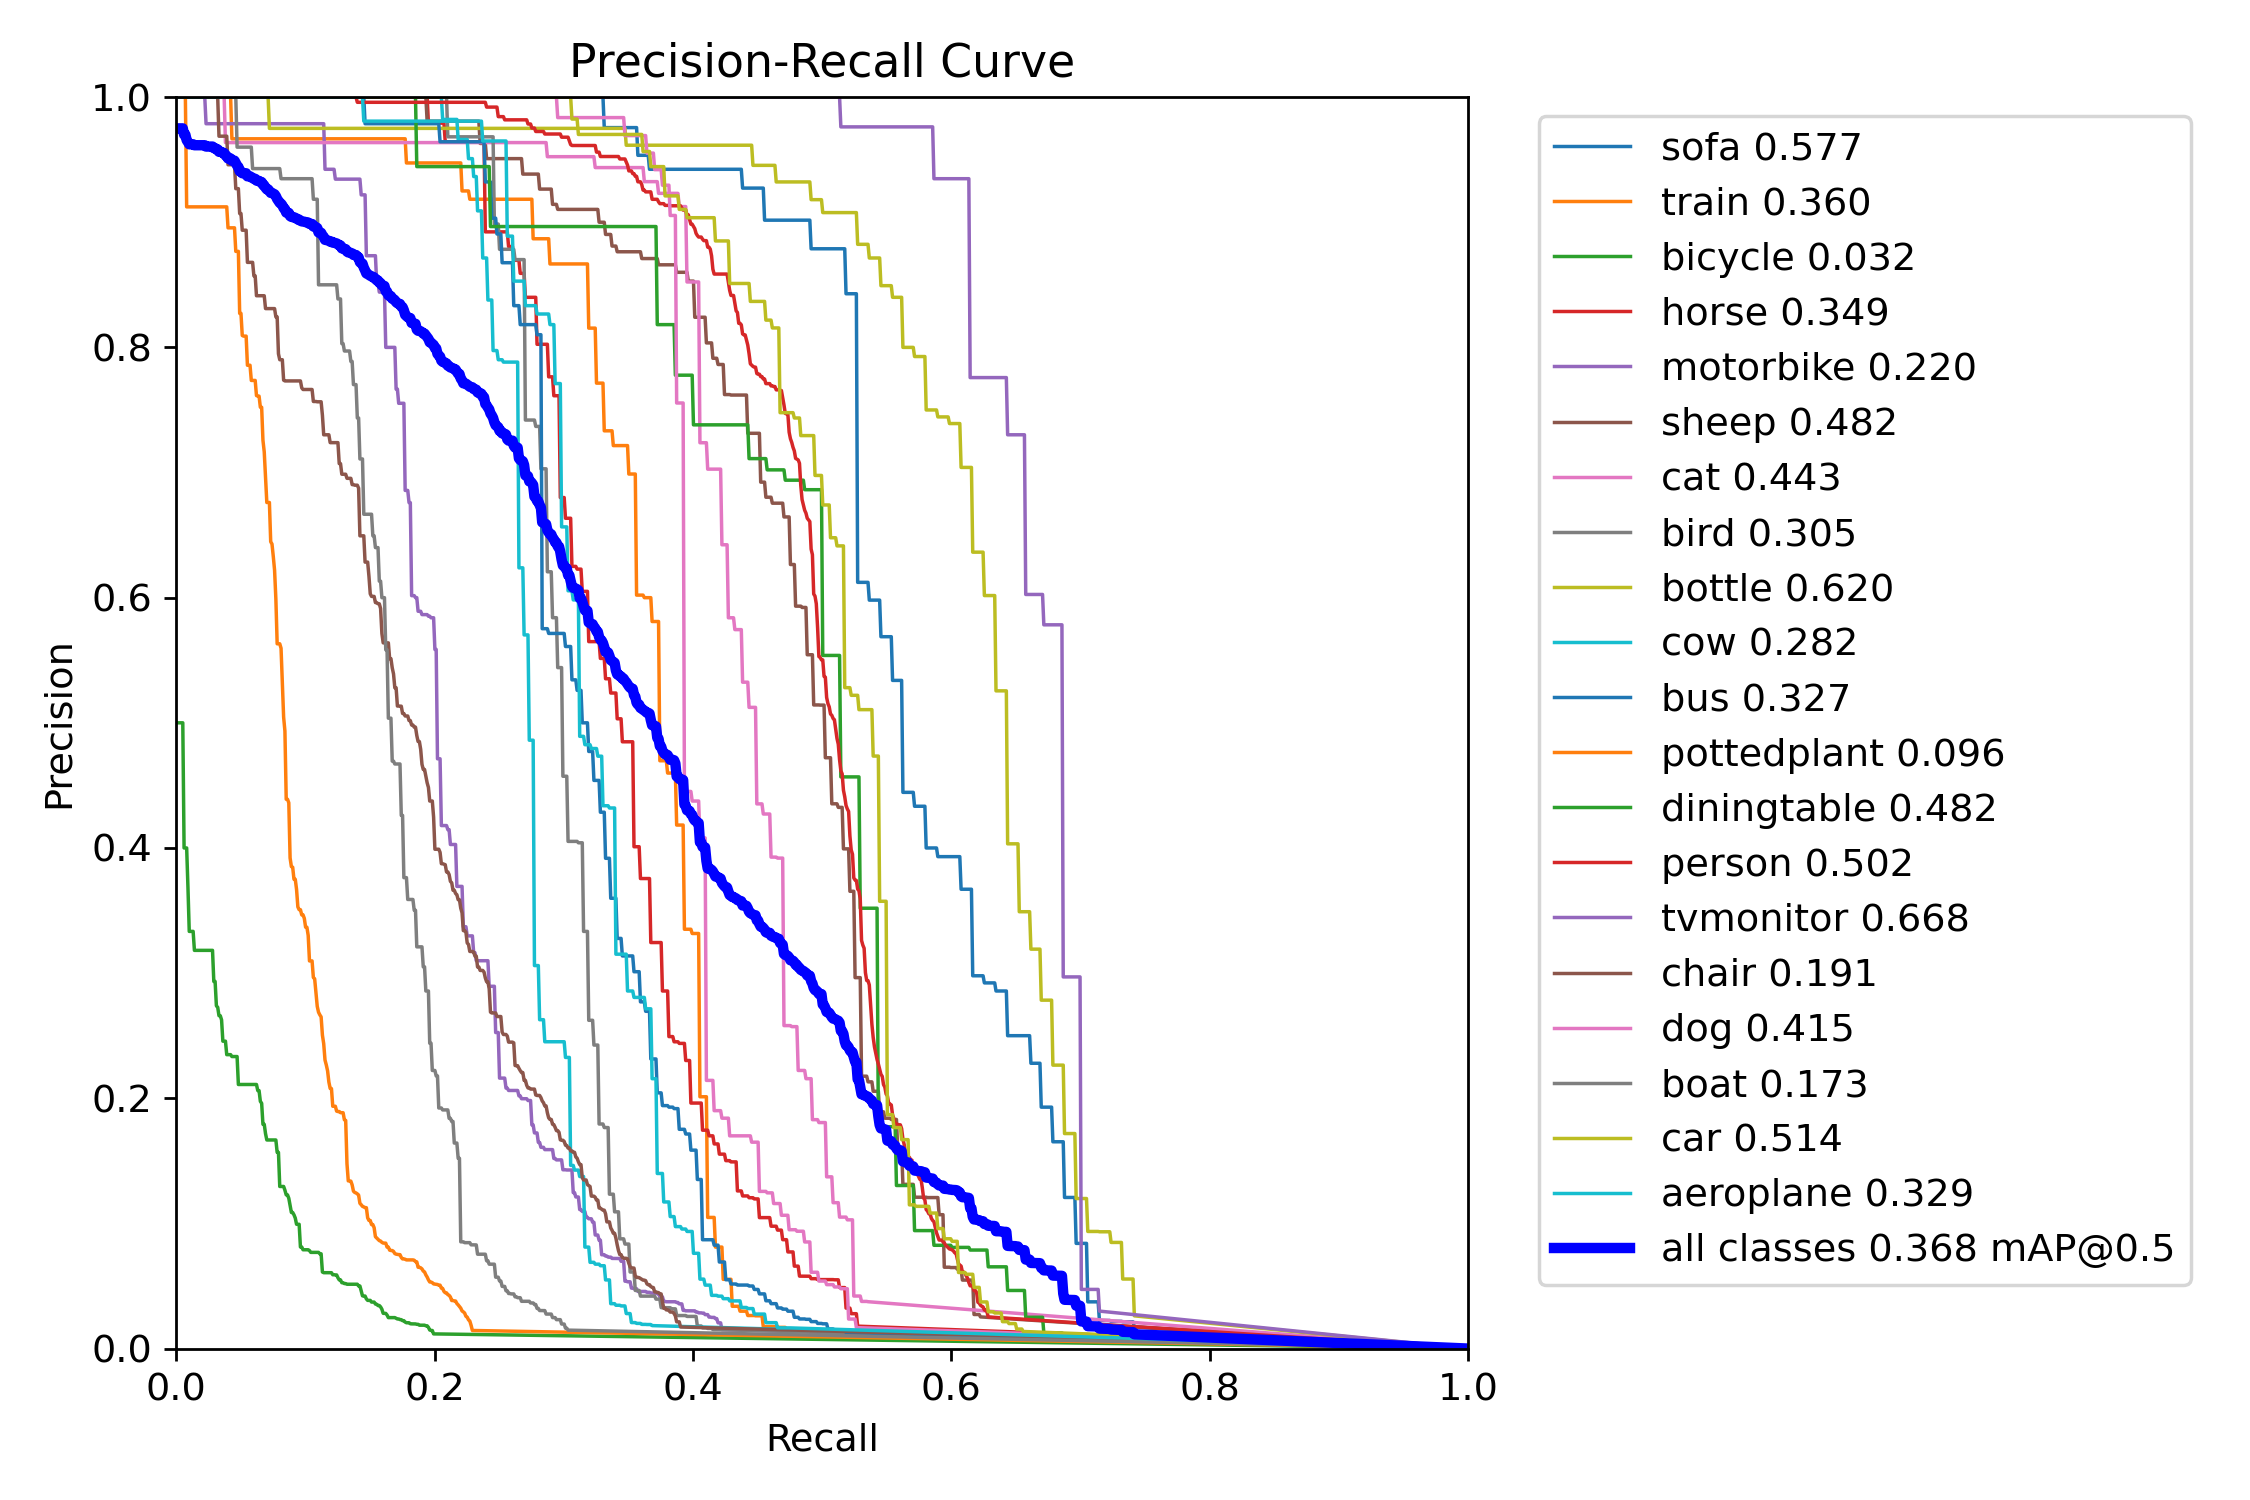 Precision-Recall Curve
1.0
0.8
0.6
0.4
0.2
0.0
Precision
0.0 0.2 0.4 0.6 0.8 1.0
Recall
sofa 0.577
train 0.360
bicycle 0.032
horse 0.349
motorbike 0.220
sheep 0.482
cat 0.443
bird 0.305
bottle 0.620
cow 0.282
bus 0.327
pottedplant 0.096
diningtable 0.482
person 0.502
tvmonitor 0.668
chair 0.191
dog 0.415
boat 0.173
car 0.514
aeroplane 0.329
all classes 0.368 mAP@0.5